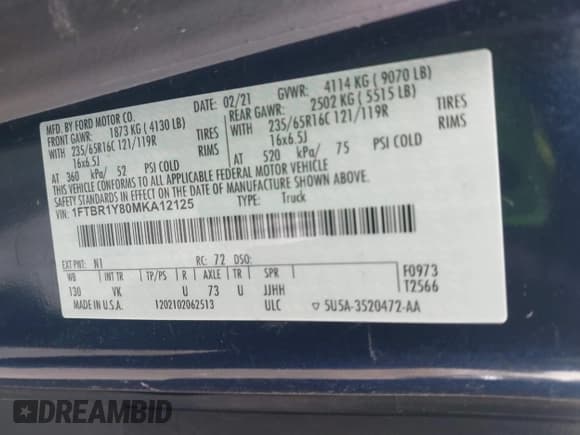 MFD. BY FORD MOTOR CO.
DATE: 02/21 GVWR: 4114 KG ( 9070 LB)
FRONT GAWR: 1873 KG ( 4130 LB) REAR GAWR: 2502 KG ( 5515 LB)
WITH 235/65R16C 121/119R TIRES WITH 235/65R16C 121/119R TIRES
16x6.5J RIMS 16x6.5J RIMS
AT 360 kPa/ 52 PSI COLD AT 520 kPa/ 75 PSI COLD
THIS VEHICLE CONFORMS TO ALL APPLICABLE FEDERAL MOTOR VEHICLE
SAFETY STANDARDS IN EFFECT ON THE DATE OF MANUFACTURE SHOWN ABOVE.
VIN: 1FTBR1Y80MKA12125 TYPE: Truck
EXT PNT: N1 RC: 72 DSO: F0973
WB INT TR TP/PS R AXLE TR SPR T2566
130 VK U 73 U JJHH
MADE IN U.S.A. 1202102062513 ULC ▽ 5U5A-3520472-AA
DREAMBID